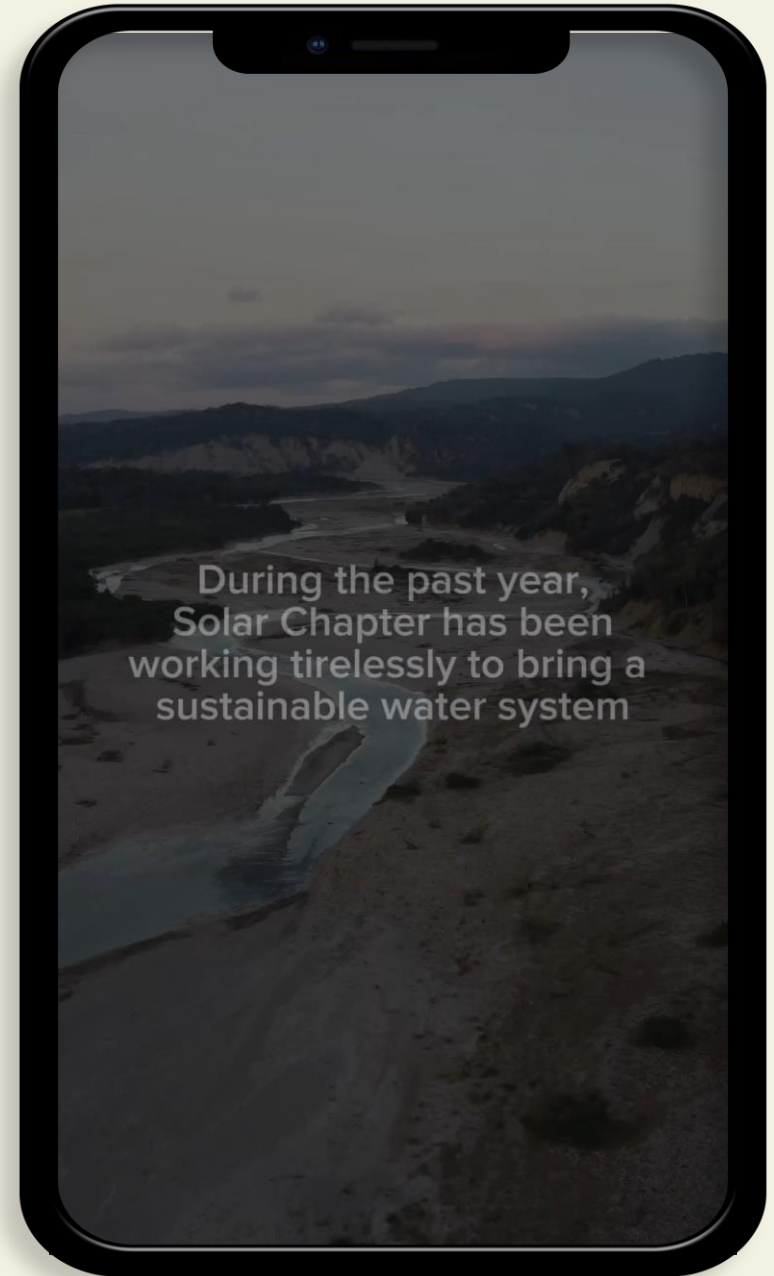 During the past year,
Solar Chapter has been
working tirelessly to bring a
sustainable water system